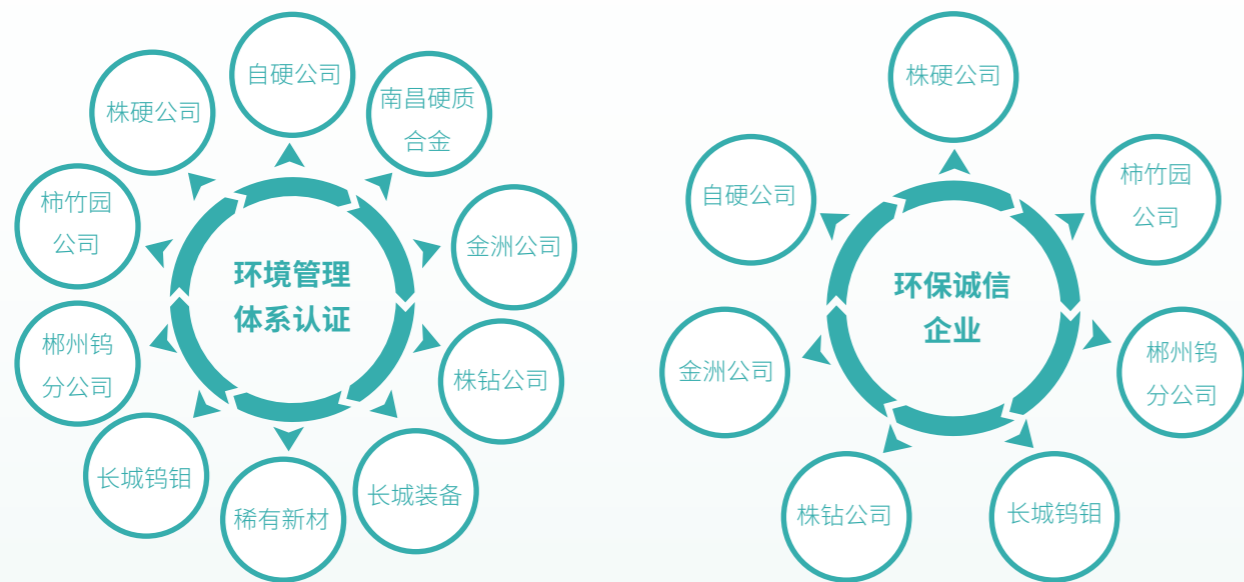 环境管理
体系认证
自硬公司
南昌硬质
合金
金洲公司
株钻公司
长城装备
稀有新材
长城钨钼
郴州钨
分公司
柿竹园
公司
株硬公司
环保诚信
企业
株硬公司
柿竹园
公司
郴州钨
分公司
长城钨钼
株钻公司
金洲公司
自硬公司